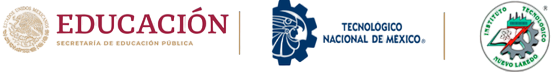 EDUCACIÓN
SECRETARÍA DE EDUCACIÓN PÚBLICA
TECNOLÓGICO
NACIONAL DE MÉXICO®
INSTITUTO TECNOLÓGICO
NUEVO LAREDO